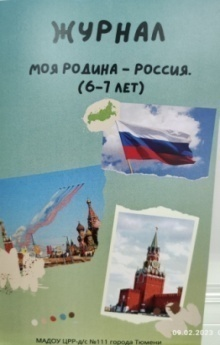 ЖУРНАЛ
МОЯ РОДИНА – РОССИЯ.
(6-7 ЛЕТ)
МАДОУ ЦРР-д/с №111 города Тюмени